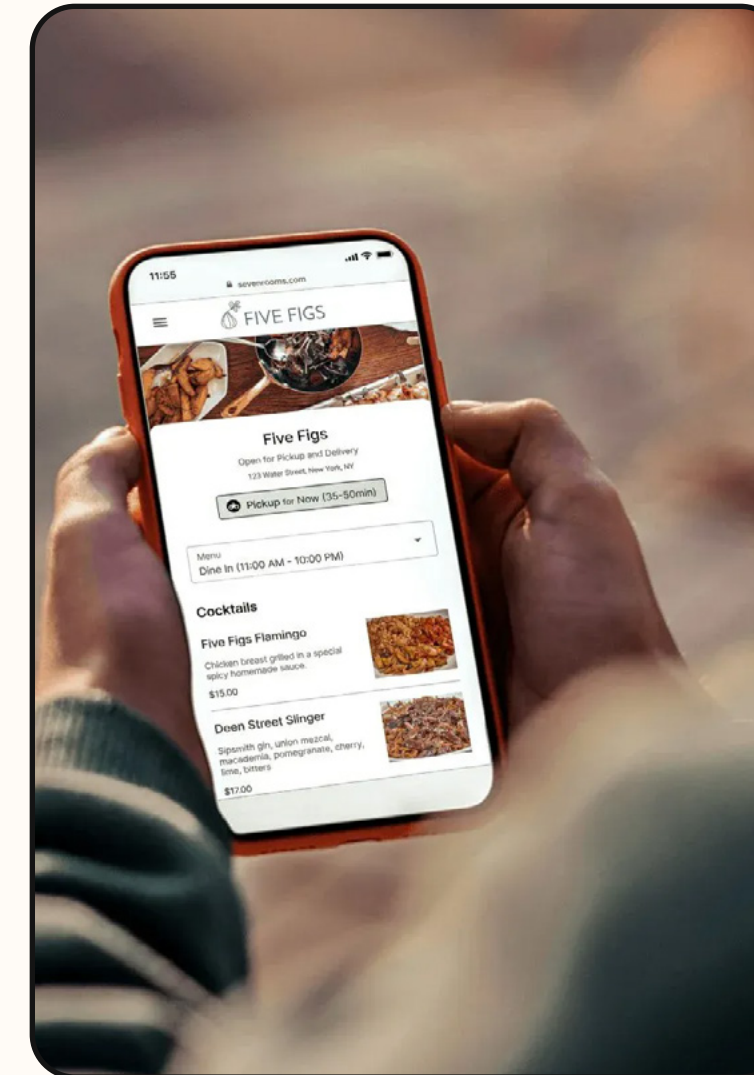 11:55
sevenrooms.com
FIVE FIGS
Five Figs
Open for Pickup and Delivery
123 Water Street, New York, NY
Pickup for Now (35-50min)
Menu
Dine In (11:00 AM - 10:00 PM)
Cocktails
Five Figs Flamingo
Chicken breast grilled in a special
spicy homemade sauce.
$15.00
Deen Street Slinger
Sipsmith gin, union mezcal,
macadamia, pomegranate, cherry,
lime, bitters
$17.00